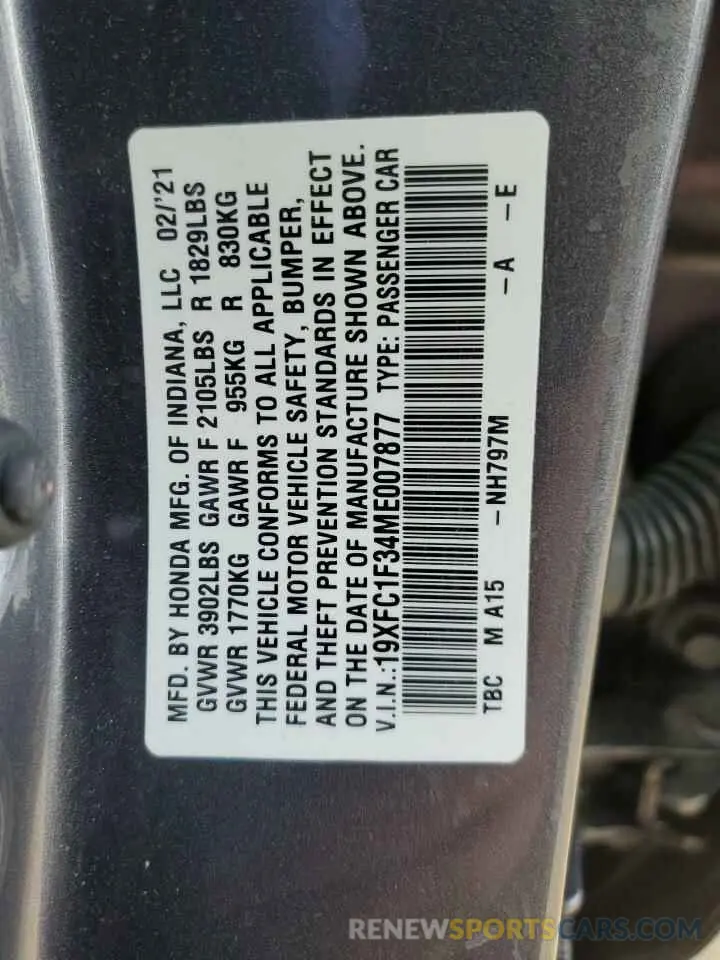 MFD. BY HONDA MFG. OF INDIANA, LLC 02/'21
GVWR 3902LBS GAWR F 2105LBS R 1829LBS
GVWR 1770KG GAWR F 955KG R 830KG
THIS VEHICLE CONFORMS TO ALL APPLICABLE
FEDERAL MOTOR VEHICLE SAFETY, BUMPER,
AND THEFT PREVENTION STANDARDS IN EFFECT
ON THE DATE OF MANUFACTURE SHOWN ABOVE.
V.I.N.:19XFC1F34ME007877 TYPE: PASSENGER CAR
TBC M A15 -NH797M -A -E
RENEWSPORTSCARS.COM